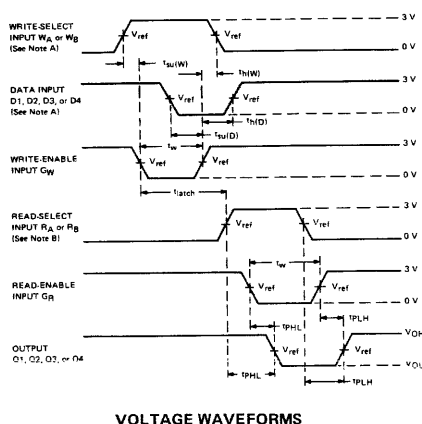 WRITE-SELECT
INPUT WA or WB
(See Note A)
3 V
Vref
Vref
0 V
tsu(W)
th(W)
DATA INPUT
D1, D2, D3, or D4
(See Note A)
3 V
Vref
Vref
0 V
th(D)
tsu(D)
WRITE-ENABLE
INPUT GW
tw
3 V
Vref
Vref
0 V
tlatch
READ-SELECT
INPUT RA or RB
(See Note B)
3 V
Vref
Vref
0 V
READ-ENABLE
INPUT GR
tw
3 V
Vref
Vref
0 V
tPHL
tPLH
OUTPUT
Q1, Q2, Q3, or Q4
VOH
Vref
Vref
VOL
tPHL
tPLH
VOLTAGE WAVEFORMS